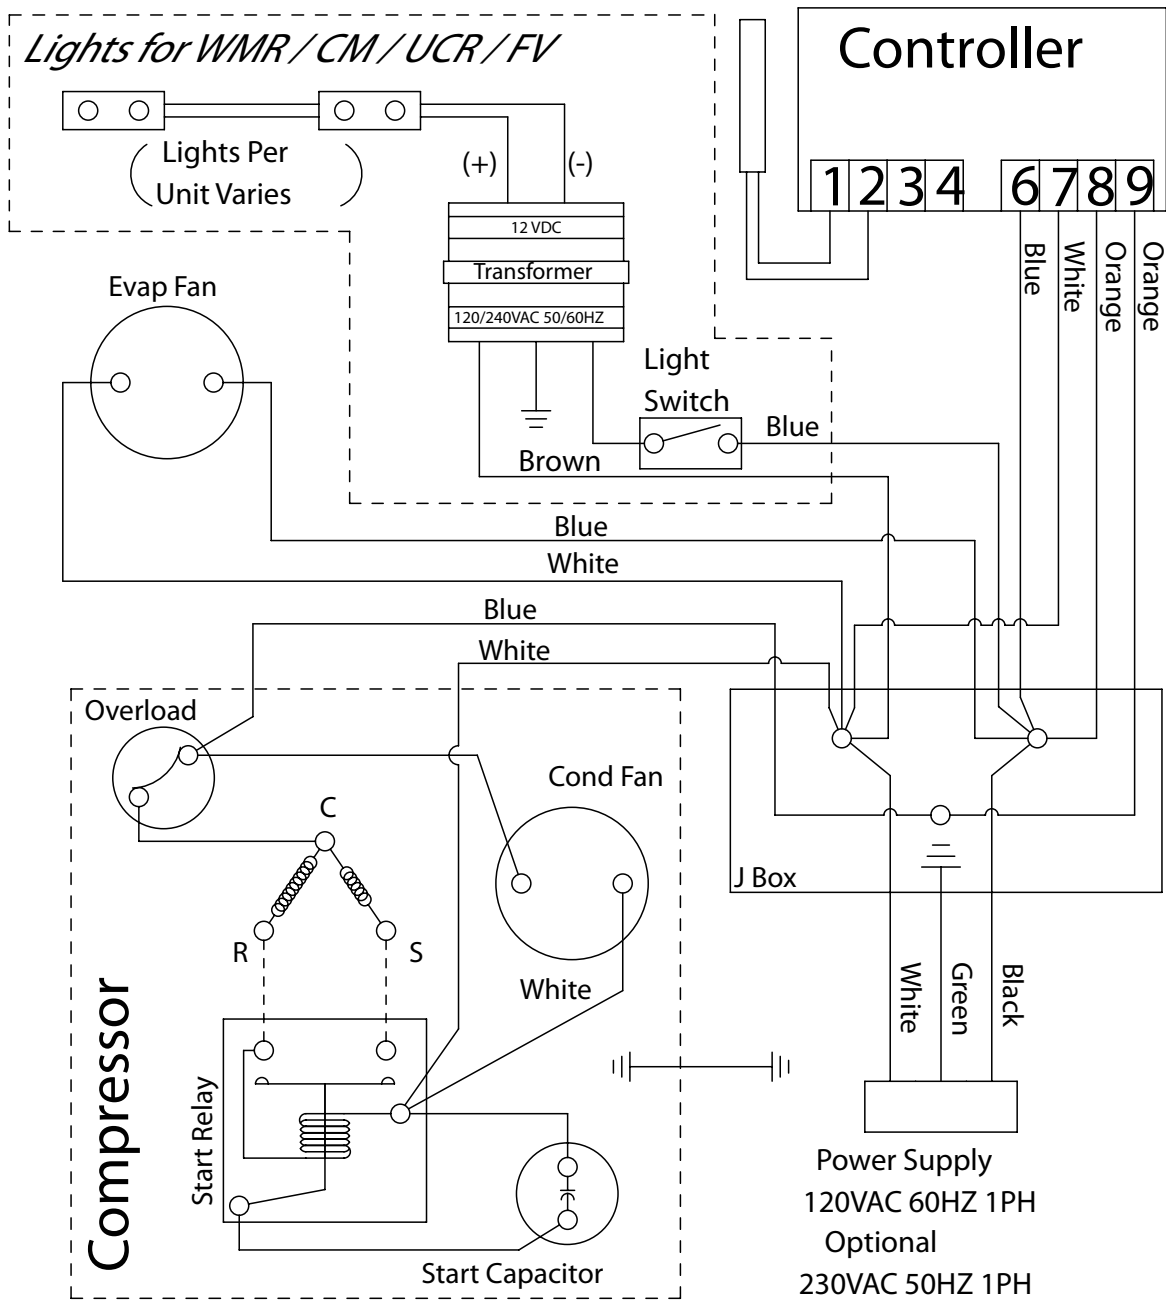 Lights for WMR / CM / UCR / FV
Controller
Lights Per
Unit Varies
(+)
(-)
1 2 3 4 6 7 8 9
12 VDC
Transformer
120/240VAC 50/60HZ
Blue
White
Orange
Orange
Evap Fan
Light
Switch
Blue
Brown
Blue
White
Blue
White
Overload
Cond Fan
C
R
S
J Box
White
Green
Black
White
Compressor
Start Relay
Start Capacitor
Power Supply
120VAC 60HZ 1PH
Optional
230VAC 50HZ 1PH